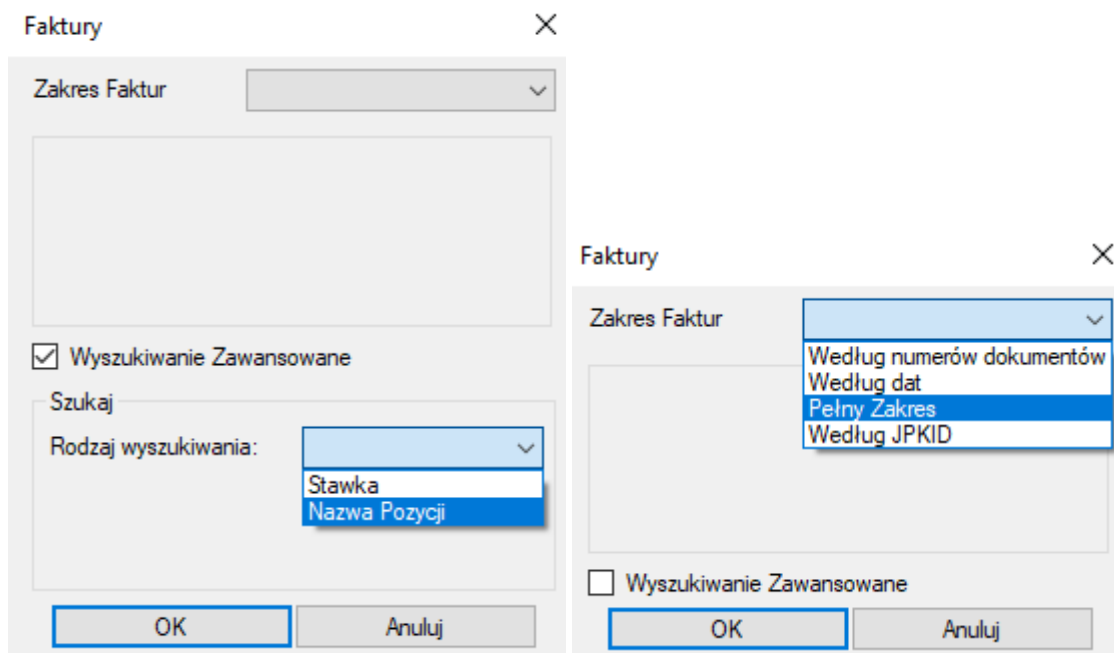 Faktury
Zakres Faktur
Wyszukiwanie Zawansowane
Szukaj
Rodzaj wyszukiwania:
Stawka
Nazwa Pozycji
OK Anuluj
Faktury
Zakres Faktur
Według numerów dokumentów
Według dat
Pełny Zakres
Według JPKID
Wyszukiwanie Zawansowane
OK Anuluj